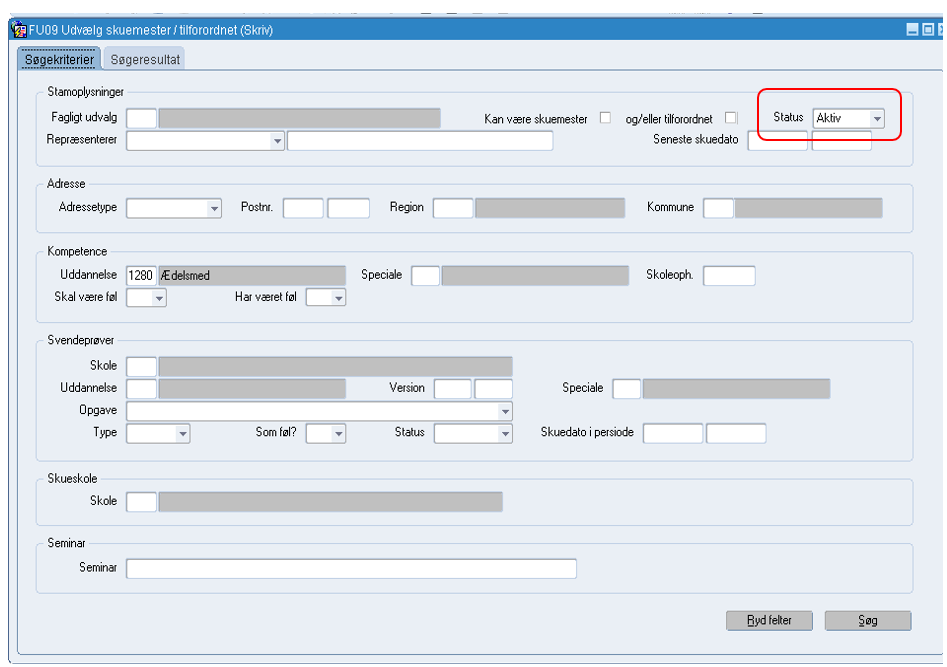 FU09 Udvælg skuemester / tilforordnet (Skriv)
Søgekriterier Søgeresultat
Stamoplysninger
Fagligt udvalg Kan være skuemester og/eller tilforordnet Status Aktiv
Repræsenterer Seneste skuedato
Adresse
Adressetype Postnr. Region Kommune
Kompetence
Uddannelse 1280 Ædelsmed Speciale Skoleoph.
Skal være føl Har været føl
Svendeprøver
Skole
Uddannelse Version Speciale
Opgave
Type Som føl? Status Skuedato i persiode
Skueskole
Skole
Seminar
Seminar
Ryd felter Søg